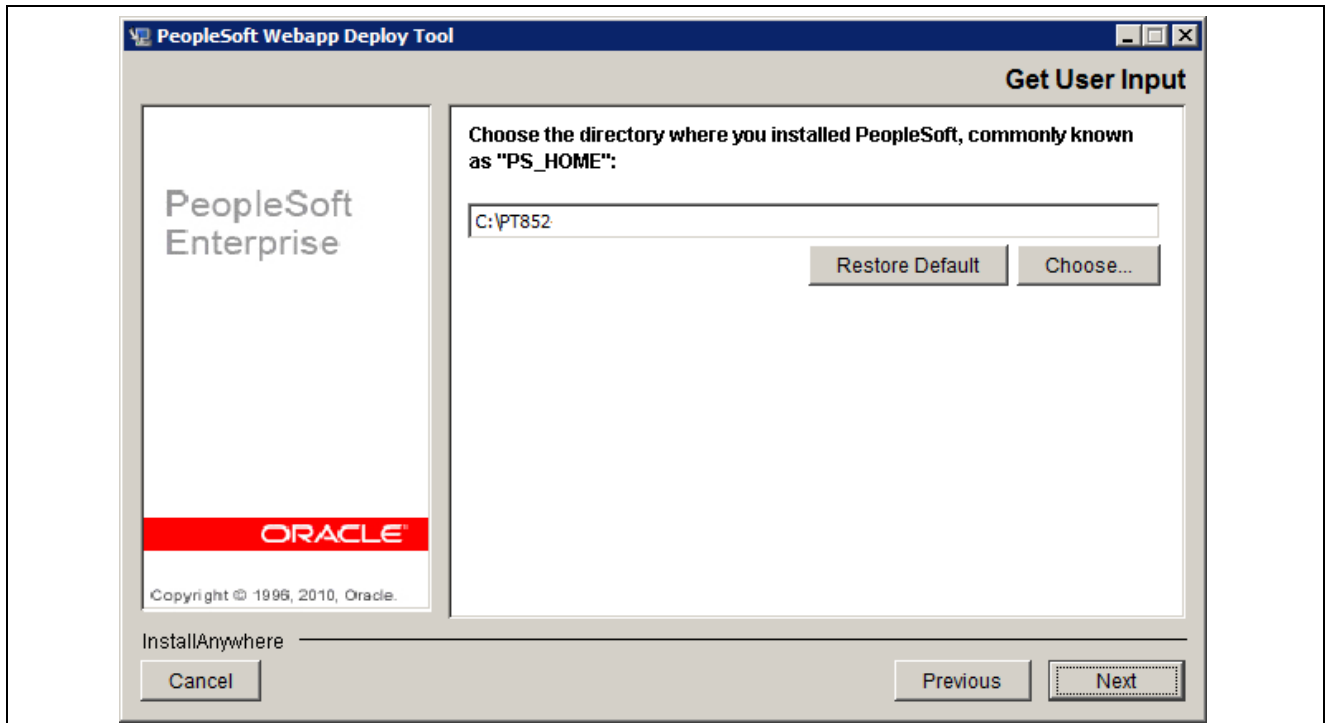 PeopleSoft Webapp Deploy Tool
Get User Input
PeopleSoft
Enterprise
ORACLE
Copyright © 1996, 2010, Oracle.
Choose the directory where you installed PeopleSoft, commonly known
as "PS_HOME":
C:\PT852
Restore Default
Choose...
InstallAnywhere
Cancel
Previous
Next